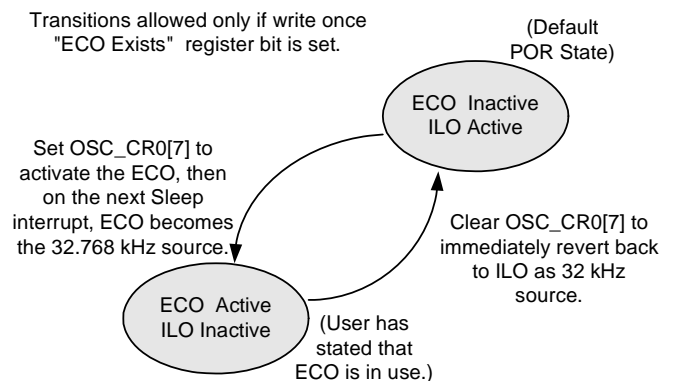 Transitions allowed only if write once
"ECO Exists" register bit is set.
(Default
POR State)
ECO Inactive
ILO Active
Set OSC_CR0[7] to
activate the ECO, then
on the next Sleep
interrupt, ECO becomes
the 32.768 kHz source.
Clear OSC_CR0[7] to
immediately revert back
to ILO as 32 kHz
source.
ECO Active
ILO Inactive
(User has
stated that
ECO is in use.)